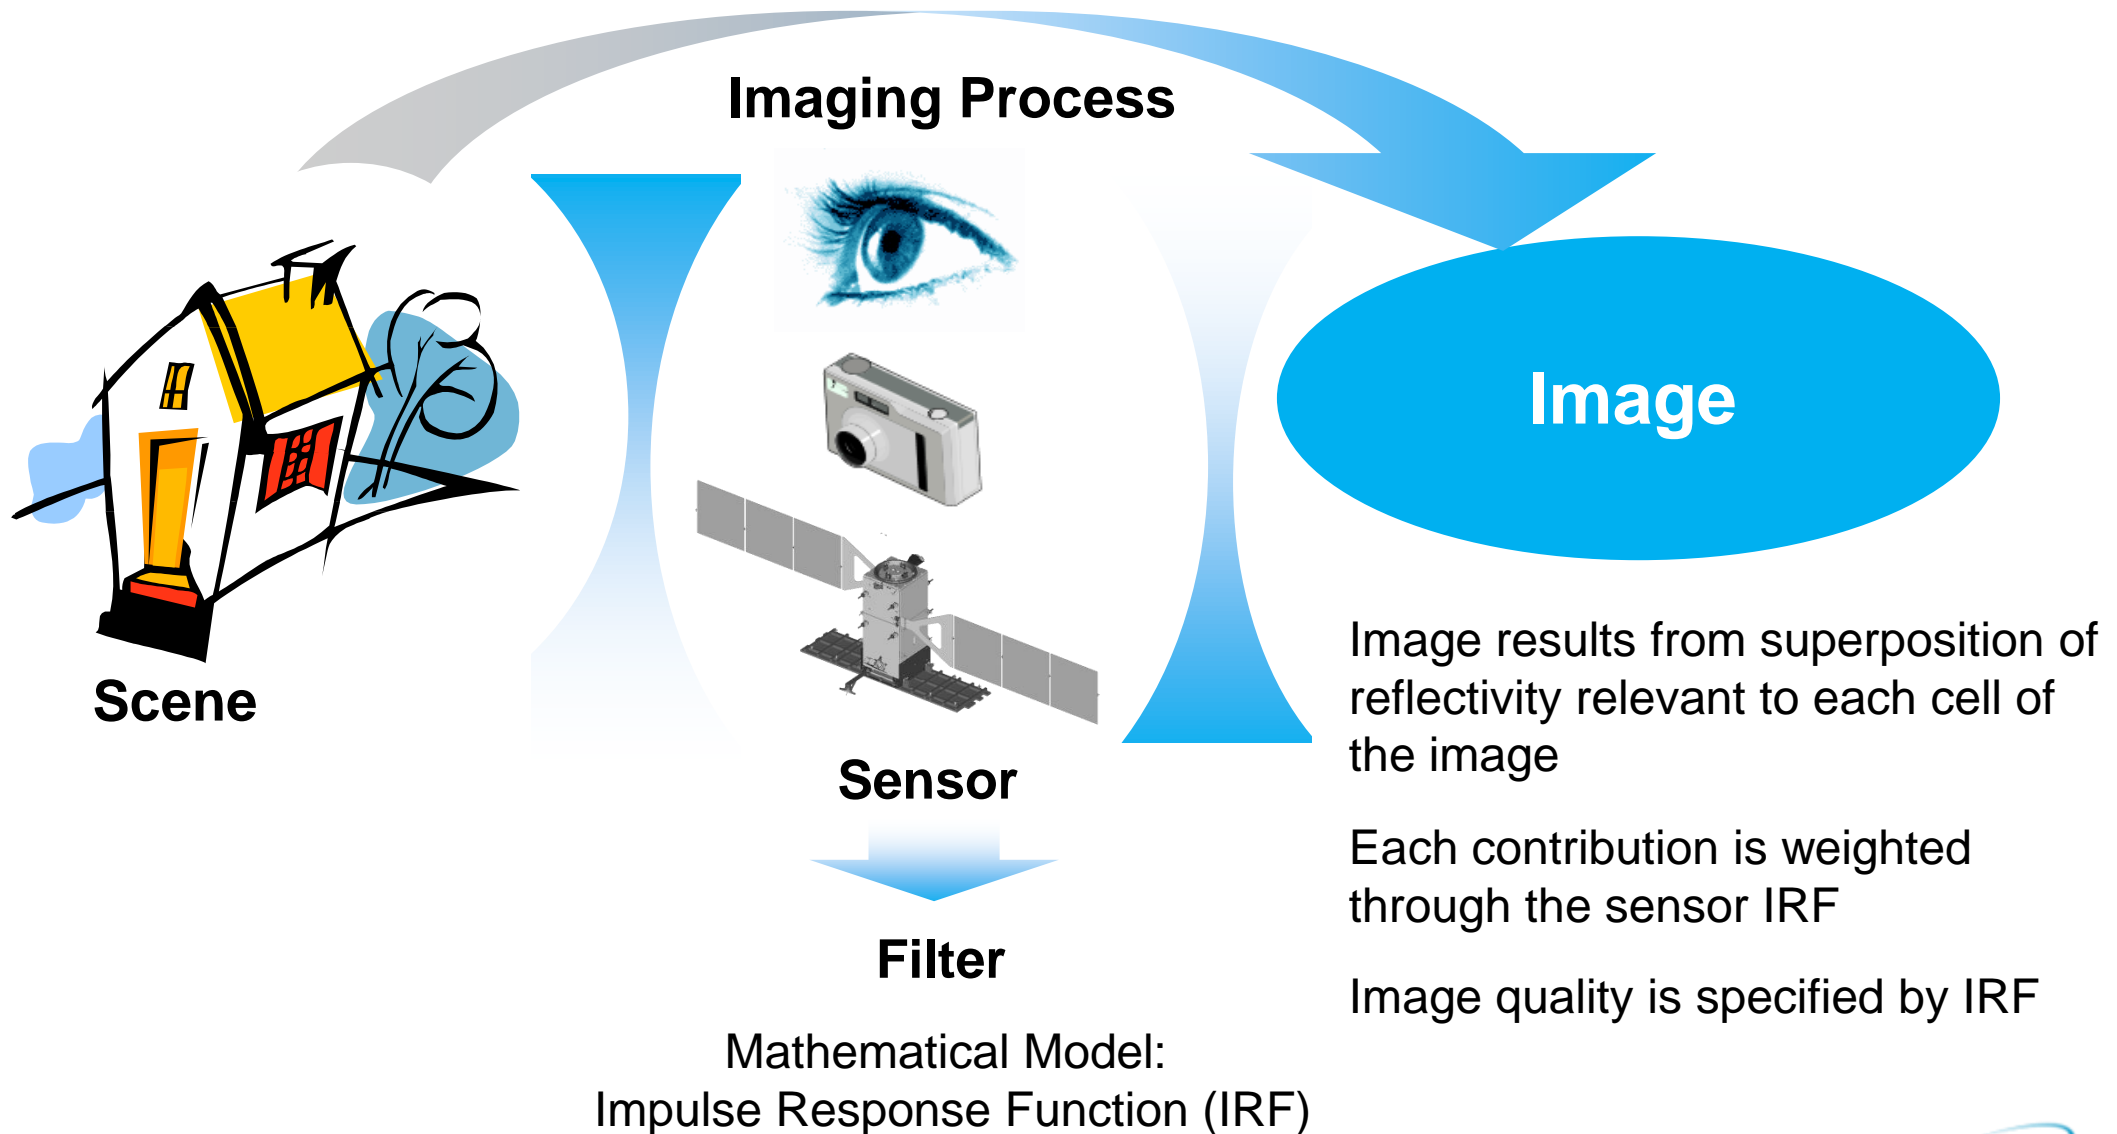 Imaging Process
Scene
Sensor
Filter
Mathematical Model:
Impulse Response Function (IRF)
Image
Image results from superposition of
reflectivity relevant to each cell of
the image
Each contribution is weighted
through the sensor IRF
Image quality is specified by IRF